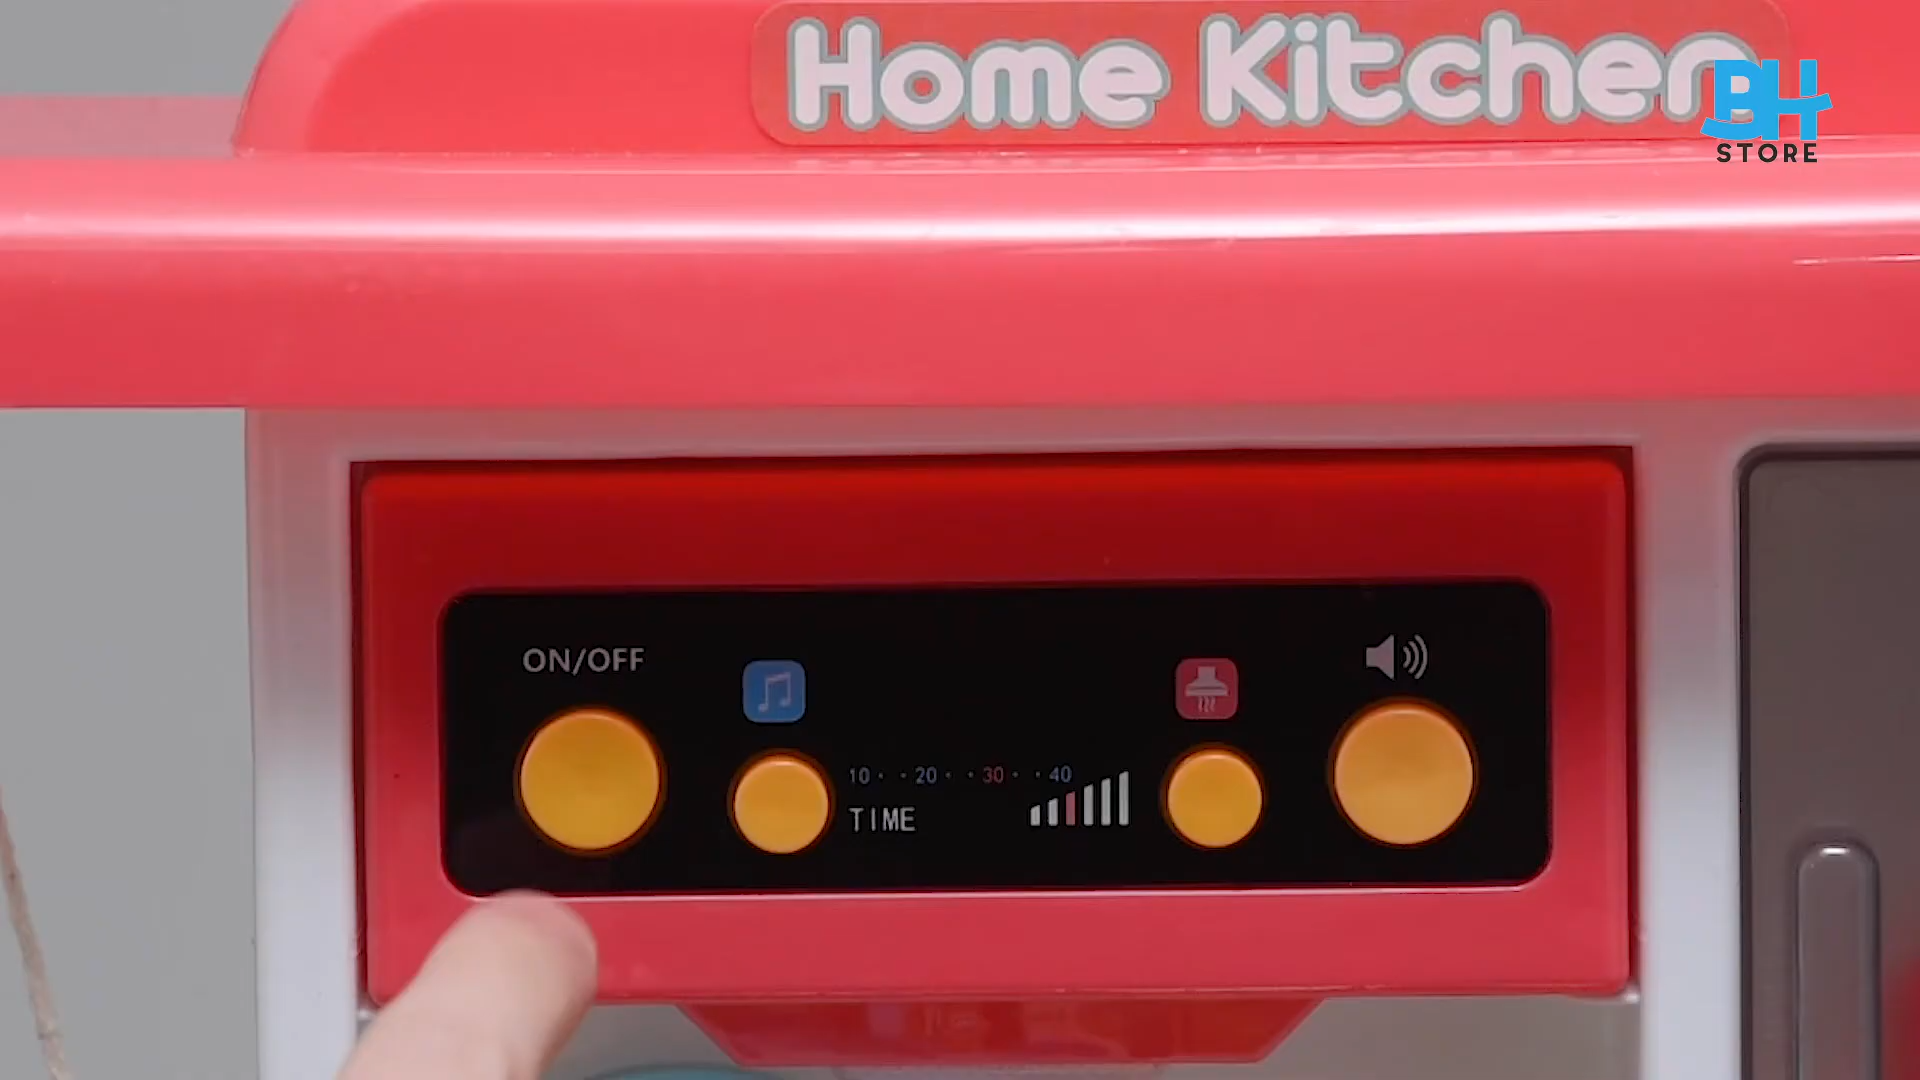 Home Kitchen
BH
STORE
ON/OFF
10 · · 20 · · 30 · · 40
TIME